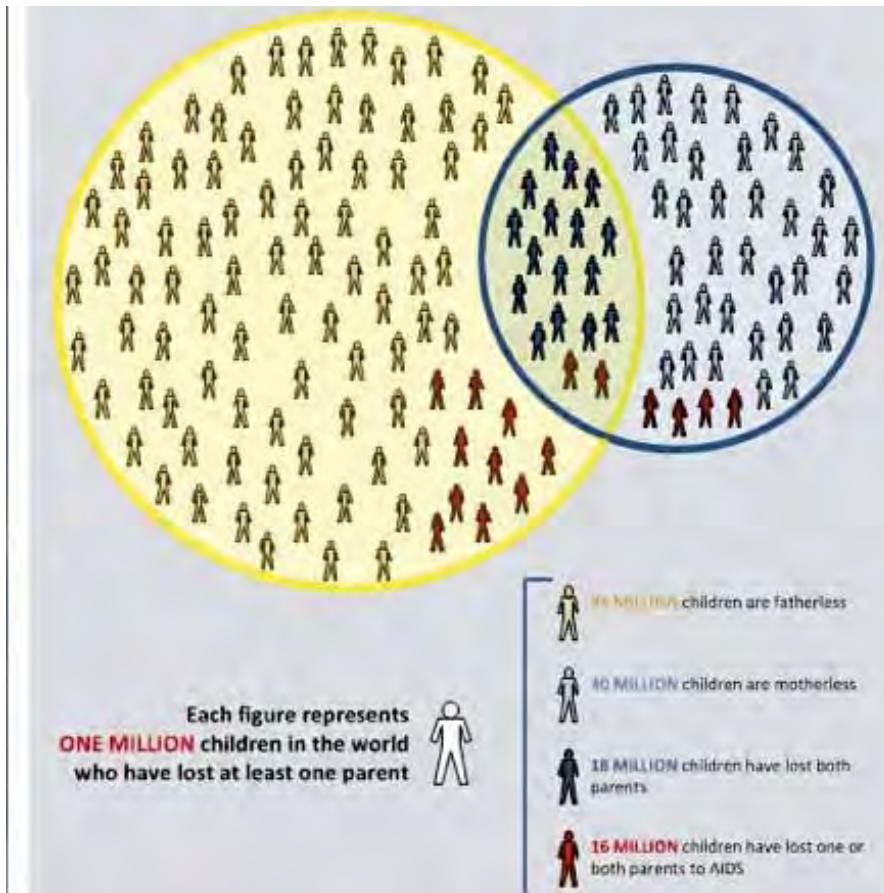 Each figure represents
ONE MILLION children in the world
who have lost at least one parent
MILLION children are fatherless
40 MILLION children are motherless
18 MILLION children have lost both
parents
16 MILLION children have lost one or
both parents to AIDS